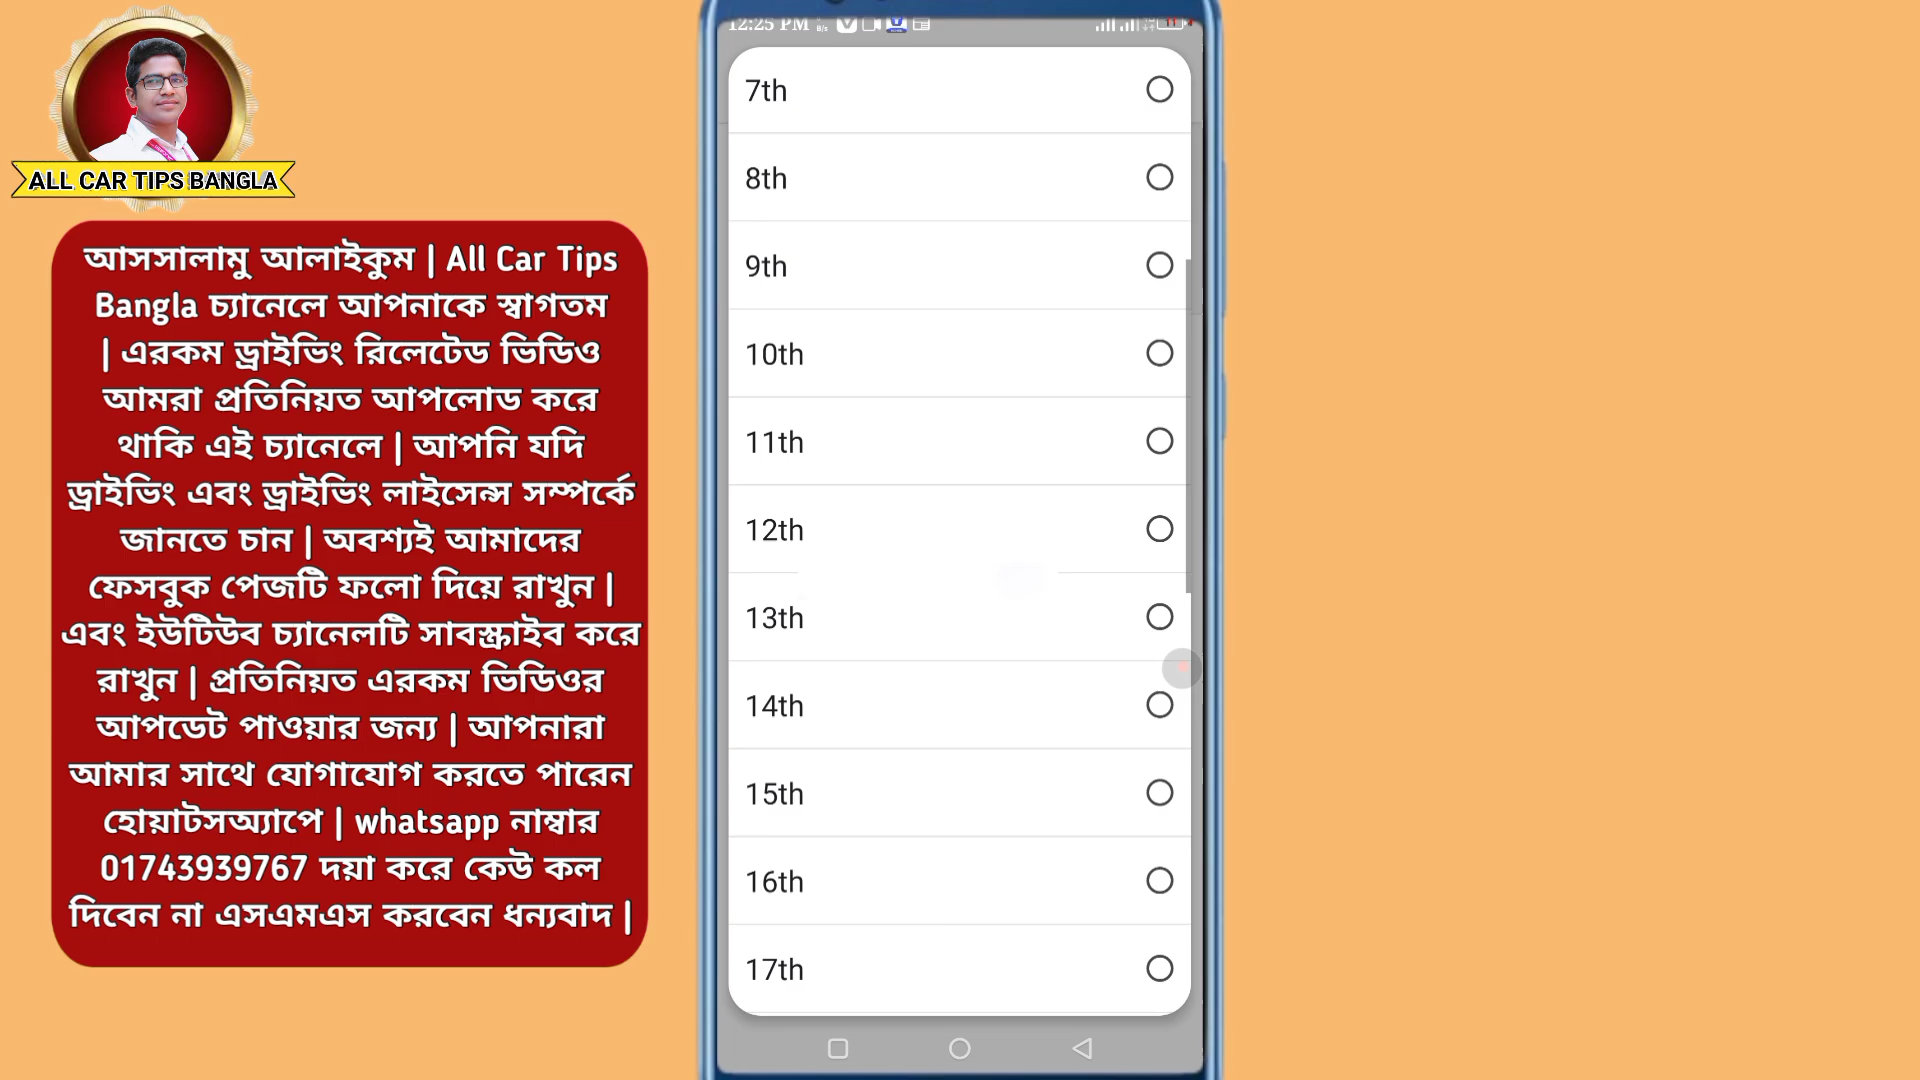 ALL CAR TIPS BANGLA
আসসালামু আলাইকুম | All Car Tips
Bangla চ্যানেলে আপনাকে স্বাগতম
| এরকম ড্রাইভিং রিলেটেড ভিডিও
আমরা প্রতিনিয়ত আপলোড করে
থাকি এই চ্যানেলে | আপনি যদি
ড্রাইভিং এবং ড্রাইভিং লাইসেন্স সম্পর্কে
জানতে চান | অবশ্যই আমাদের
ফেসবুক পেজটি ফলো দিয়ে রাখুন |
এবং ইউটিউব চ্যানেলটি সাবস্ক্রাইব করে
রাখুন | প্রতিনিয়ত এরকম ভিডিওর
আপডেট পাওয়ার জন্য | আপনারা
আমার সাথে যোগাযোগ করতে পারেন
হোয়াটসঅ্যাপে | whatsapp নাম্বার
01743939767 দয়া করে কেউ কল
দিবেন না এসএমএস করবেন ধন্যবাদ |
12:25 PM
7th
8th
9th
10th
11th
12th
13th
14th
15th
16th
17th